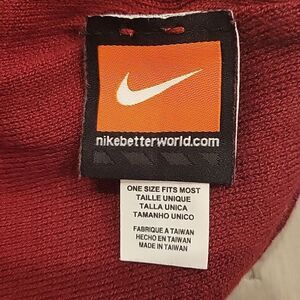 nikebetterworld.com
ONE SIZE FITS MOST
TAILLE UNIQUE
TALLA UNICA
TAMANHO UNICO
FABRIQUE A TAIWAN
HECHO EN TAIWAN
MADE IN TAIWAN